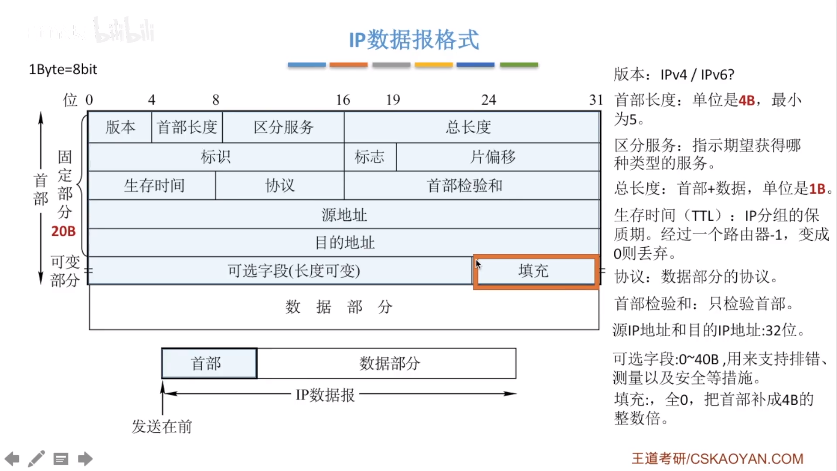 bilibili
IP数据报格式
1Byte=8bit
位 0 4 8 16 19 24 31
版本 首部长度 区分服务 总长度
标识 标志 片偏移
生存时间 协议 首部检验和
源地址
目的地址
可选字段(长度可变) 填充
数 据 部 分
首部
固定部分
20B
可变
部分
首部 数据部分
IP数据报
发送在前
版本：IPv4 / IPv6?
首部长度：单位是4B，最小
为5。
区分服务：指示期望获得哪
种类型的服务。
总长度：首部+数据，单位是1B。
生存时间（TTL）：IP分组的保
质期。经过一个路由器-1，变成
0则丢弃。
协议：数据部分的协议。
首部检验和：只检验首部。
源IP地址和目的IP地址:32位。
可选字段:0~40B ,用来支持排错、
测量以及安全等措施。
填充:，全0，把首部补成4B的
整数倍。
王道考研/CSKAOYAN.COM